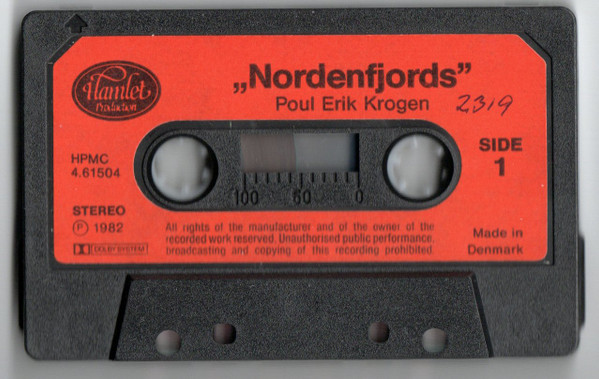 Hamlet
Production
„Nordenfjords”
Poul Erik Krogen 2319
HPMC
4.61504
SIDE
1
100 50 0
STEREO
℗ 1982
DOLBY SYSTEM
All rights of the manufacturer and of the owner of the
recorded work reserved. Unauthorised public performance,
broadcasting and copying of this recording prohibited.
Made in
Denmark